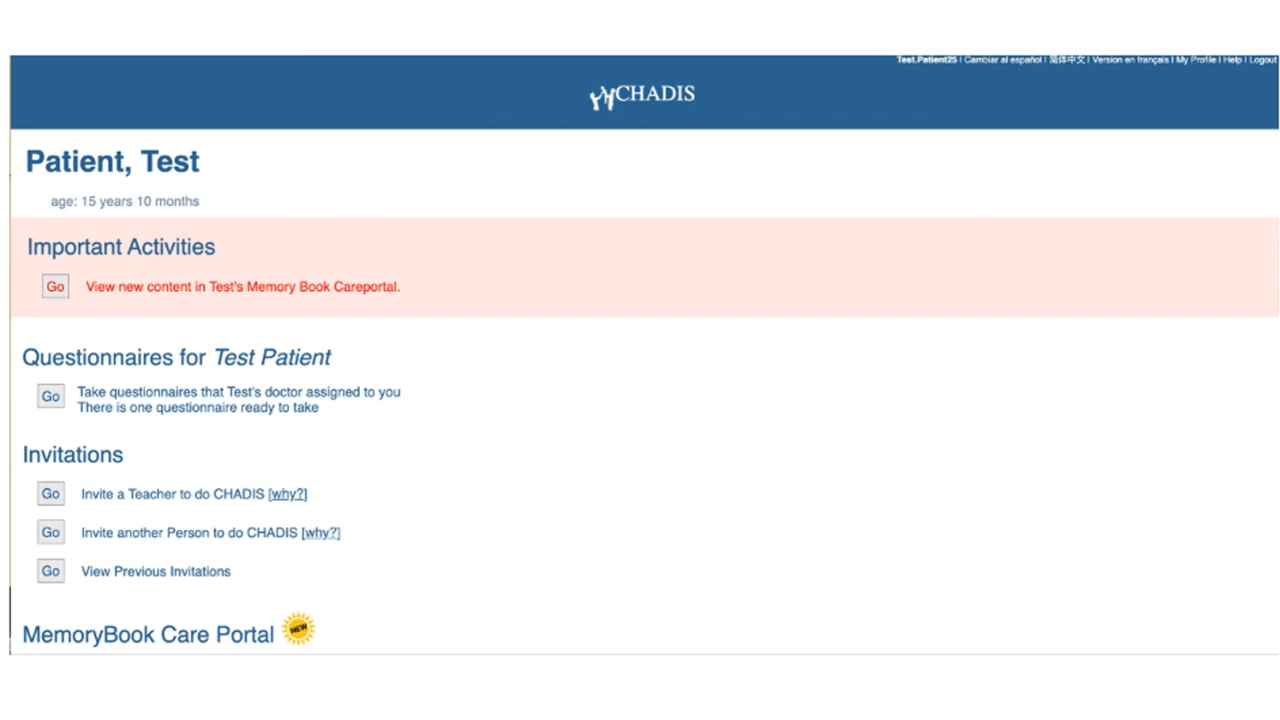 Test.Patient25 | Cambiar al español | 简体中文 | Version en français | My Profile | Help | Logout
CHADIS
Patient, Test
age: 15 years 10 months
Important Activities
Go View new content in Test's Memory Book Careportal.
Questionnaires for Test Patient
Go Take questionnaires that Test's doctor assigned to you
There is one questionnaire ready to take
Invitations
Go Invite a Teacher to do CHADIS [why?]
Go Invite another Person to do CHADIS [why?]
Go View Previous Invitations
MemoryBook Care Portal NEW